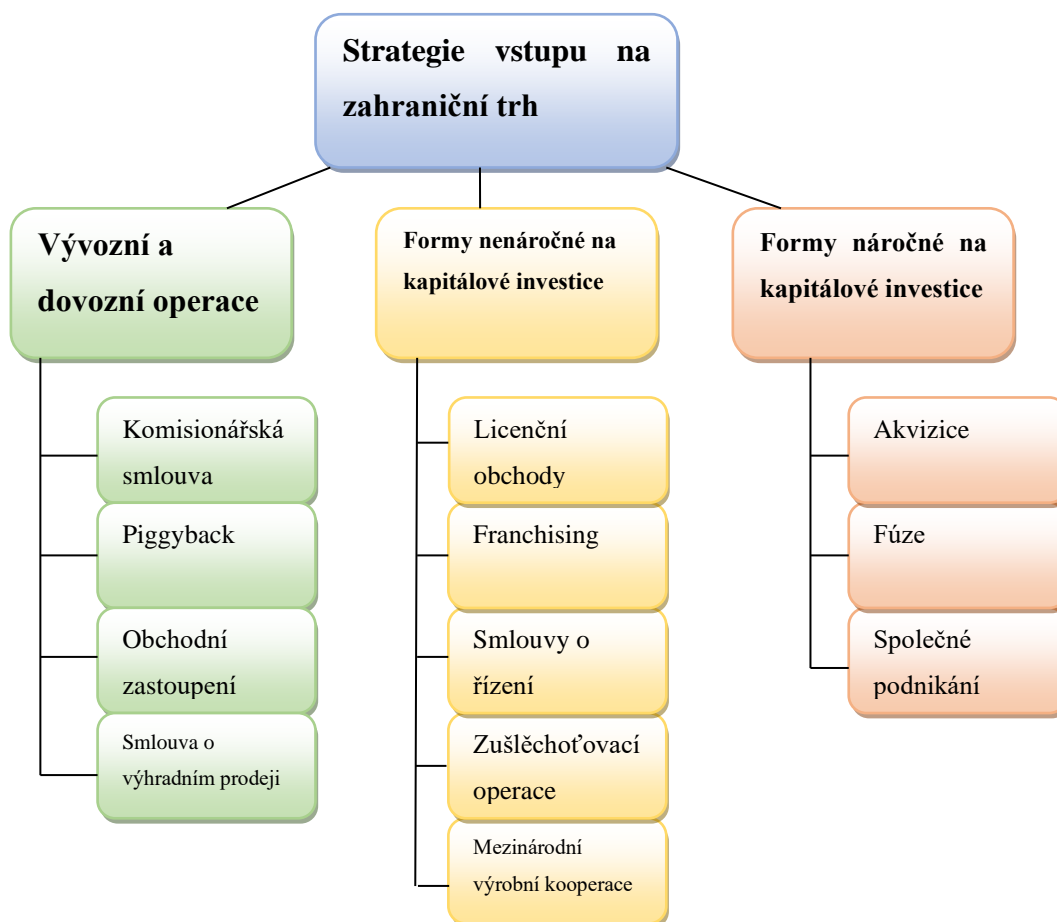 Strategie vstupu na
zahraniční trh
Vývozní a
dovozní operace
Komisionářská
smlouva
Piggyback
Obchodní
zastoupení
Smlouva o
výhradním prodeji
Formy nenáročné na
kapitálové investice
Licenční
obchody
Franchising
Smlouvy o
řízení
Zušlěchoťovací
operace
Mezinárodní
výrobní kooperace
Formy náročné na
kapitálové investice
Akvizice
Fúze
Společné
podnikání